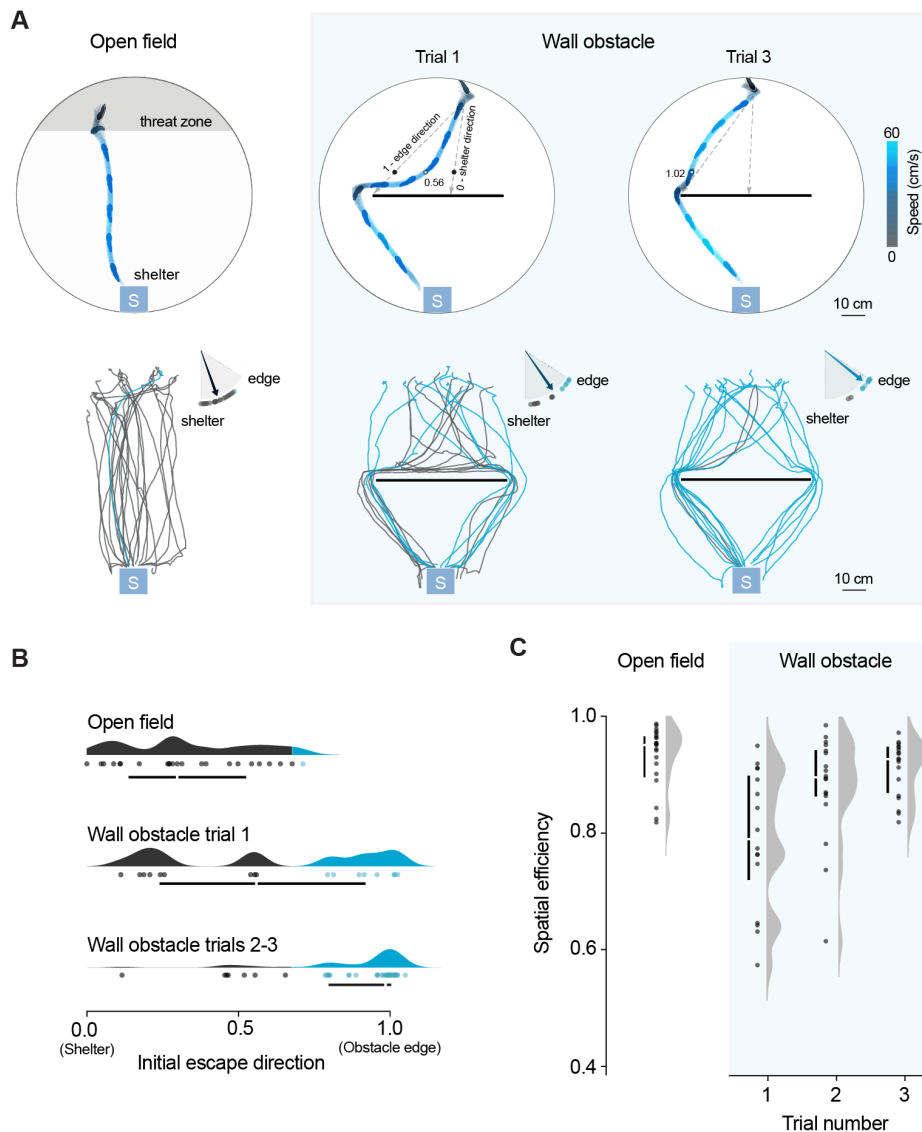 A
Open field
Wall obstacle
Trial 1
Trial 3
threat zone
1 - edge direction
0 - shelter direction
0.56
1.02
shelter
S
S
S
60
Speed (cm/s)
0
10 cm
edge
shelter
edge
shelter
edge
shelter
S
S
S
10 cm
B
Open field
Wall obstacle trial 1
Wall obstacle trials 2-3
0.0
0.5
1.0
(Shelter)
(Obstacle edge)
Initial escape direction
C
Open field
Wall obstacle
1.0
0.8
0.6
0.4
Spatial efficiency
1
2
3
Trial number